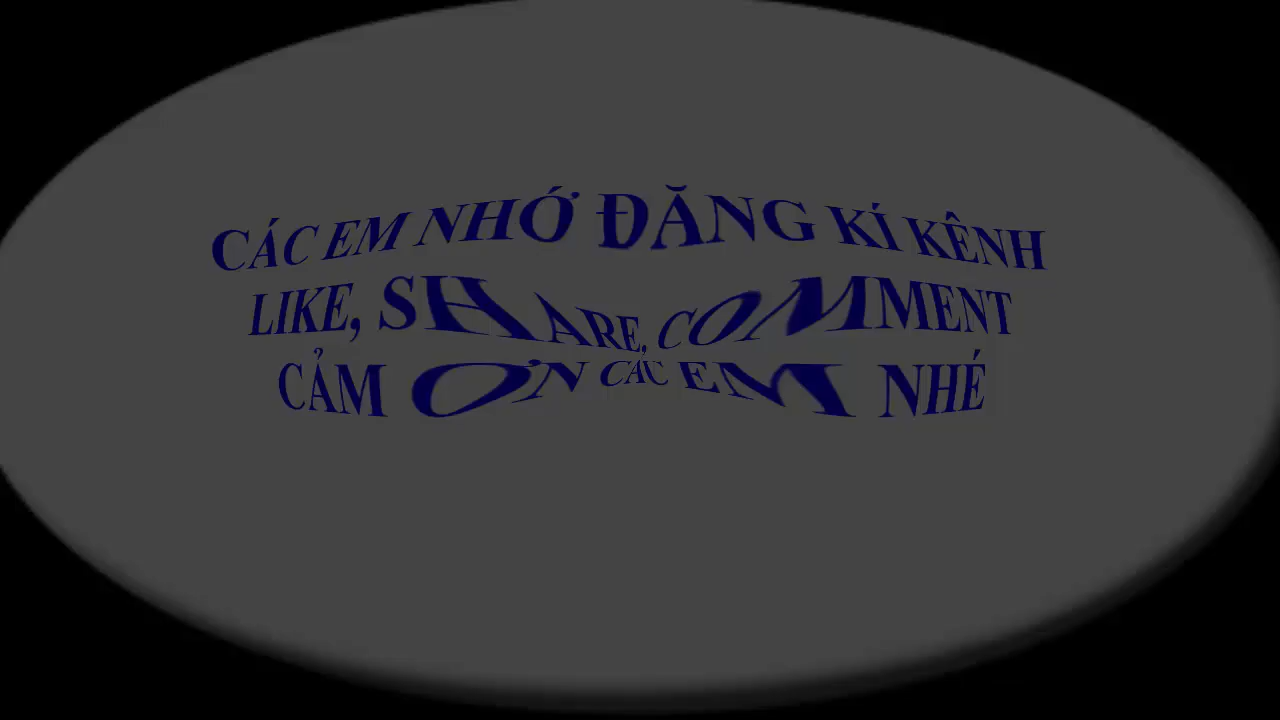 CÁC EM NHỚ ĐĂNG KÍ KÊNH
LIKE, SHARE, COMMENT
CẢM ƠN CÁC EM NHÉ